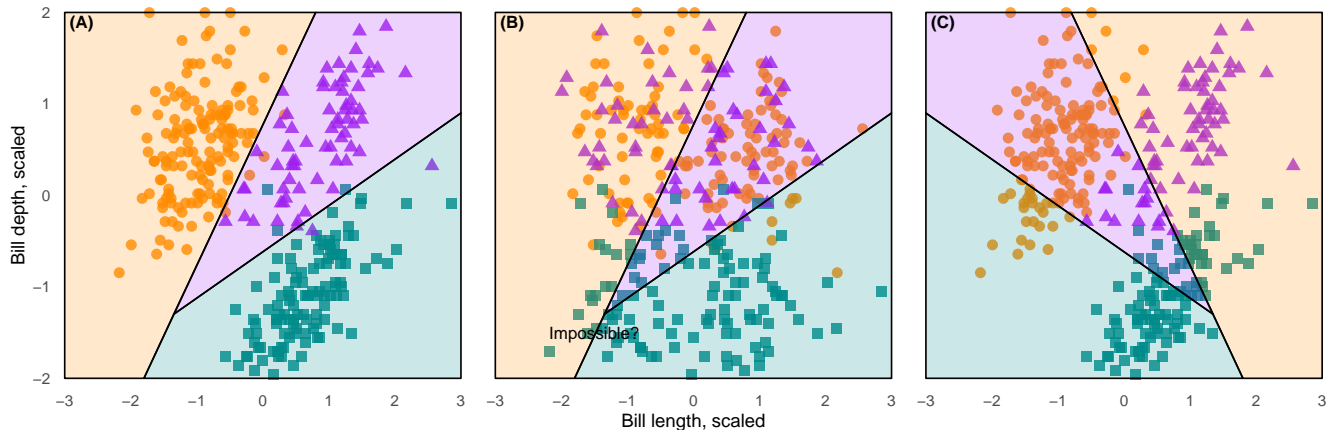 (A) (B) (C)
2
1
0
−1
−2
Bill depth, scaled
Impossible?
−3 −2 −1 0 1 2 3 −3 −2 −1 0 1 2 3 −3 −2 −1 0 1 2 3
Bill length, scaled